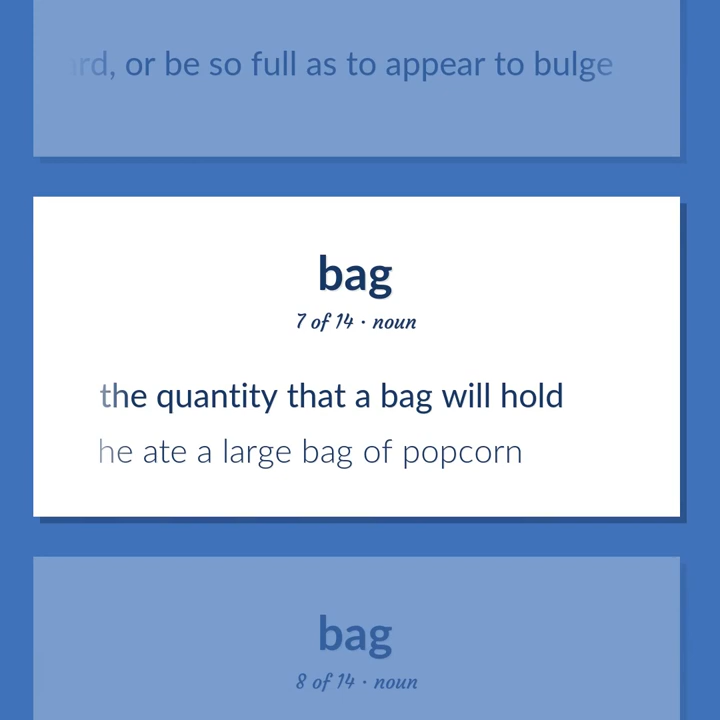 or be so full as to appear to bulge
bag
7 of 14 · noun
the quantity that a bag will hold
he ate a large bag of popcorn
bag
8 of 14 · noun